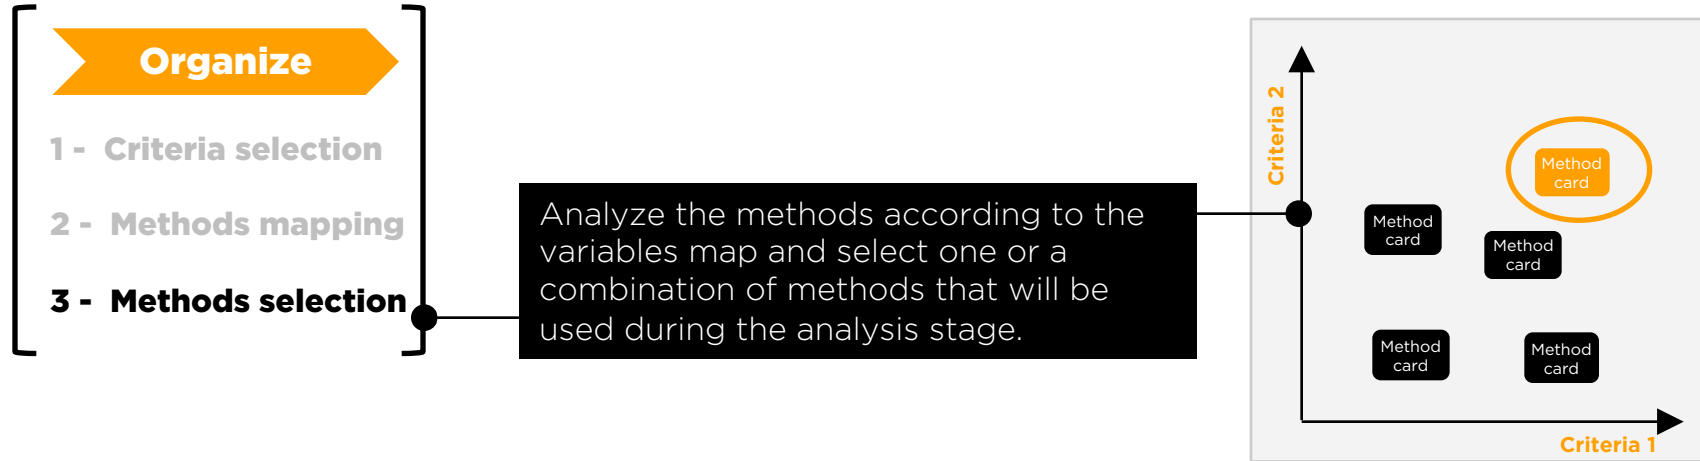 Organize
1 - Criteria selection
2 - Methods mapping
3 - Methods selection
Analyze the methods according to the
variables map and select one or a
combination of methods that will be
used during the analysis stage.
Criteria 2
Method
card
Method
card
Method
card
Method
card
Method
card
Criteria 1